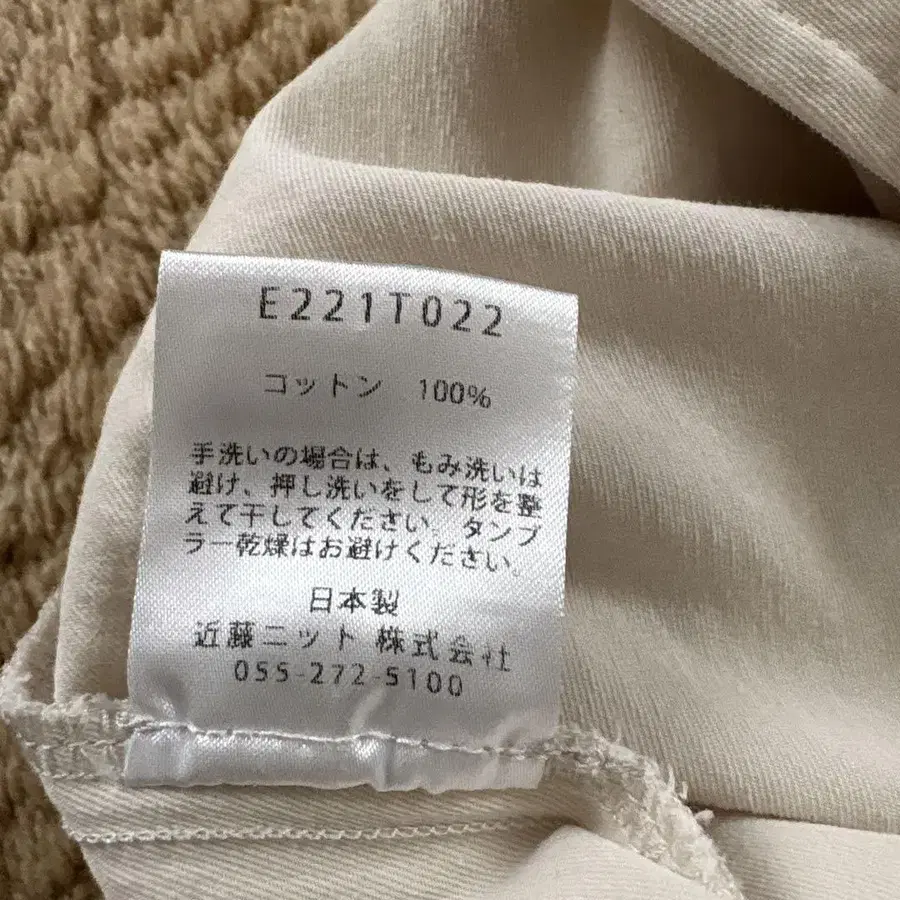 E221T022
コットン 100%
手洗いの場合は、もみ洗いは
避け、押し洗いをして形を整
えて干してください。タンブ
ラー乾燥はお避けください。
日本製
近藤ニット 株式会社
055-272-5100